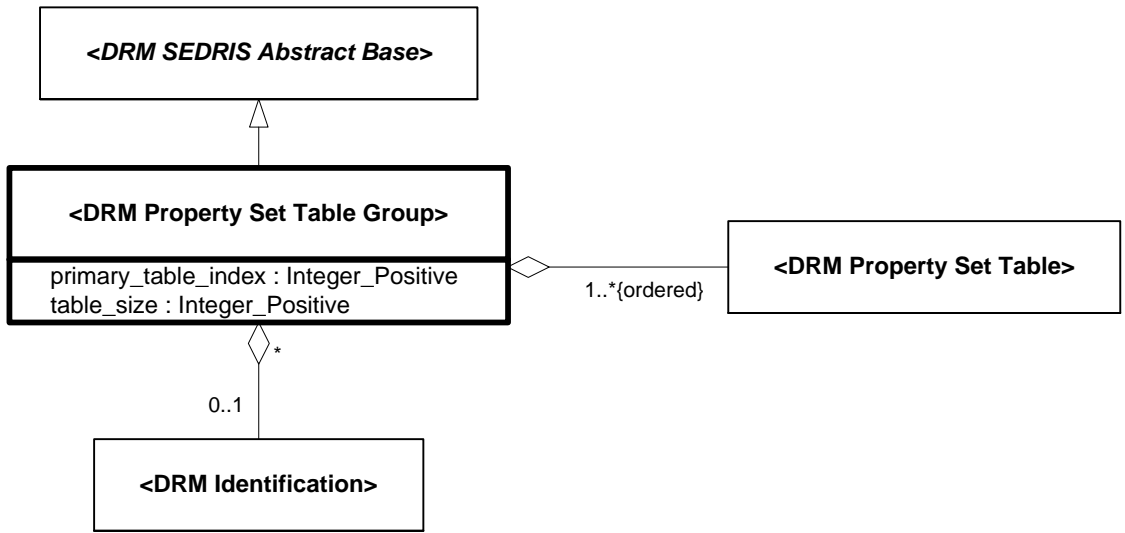 <DRM SEDRIS Abstract Base>
<DRM Property Set Table Group>
primary_table_index : Integer_Positive
table_size : Integer_Positive
<DRM Property Set Table>
1..*{ordered}
*
0..1
<DRM Identification>